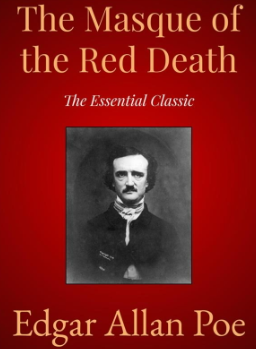 The Masque of
the Red Death
The Essential Classic
Edgar Allan Poe